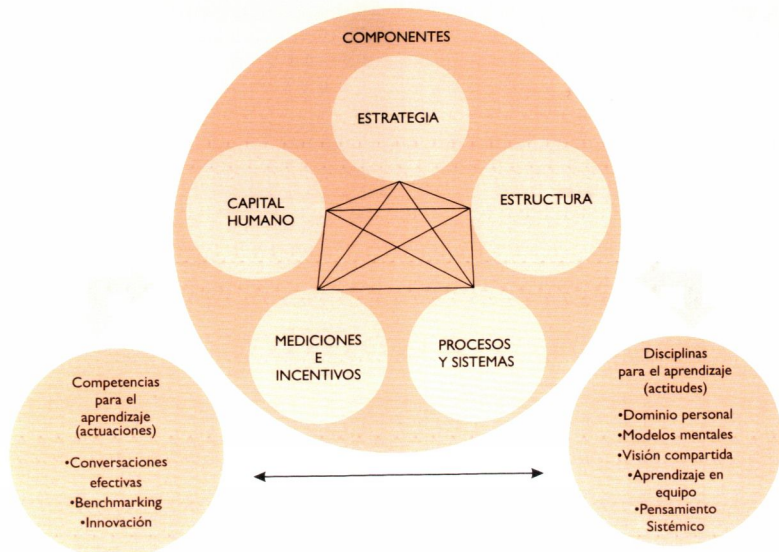 COMPONENTES
ESTRATEGIA
CAPITAL
HUMANO
ESTRUCTURA
MEDICIONES
E
INCENTIVOS
PROCESOS
Y SISTEMAS
Competencias
para el
aprendizaje
(actuaciones)
•Conversaciones
efectivas
•Benchmarking
•Innovación
Disciplinas
para el aprendizaje
(actitudes)
•Dominio personal
•Modelos mentales
•Visión compartida
•Aprendizaje en
equipo
•Pensamiento
Sistémico